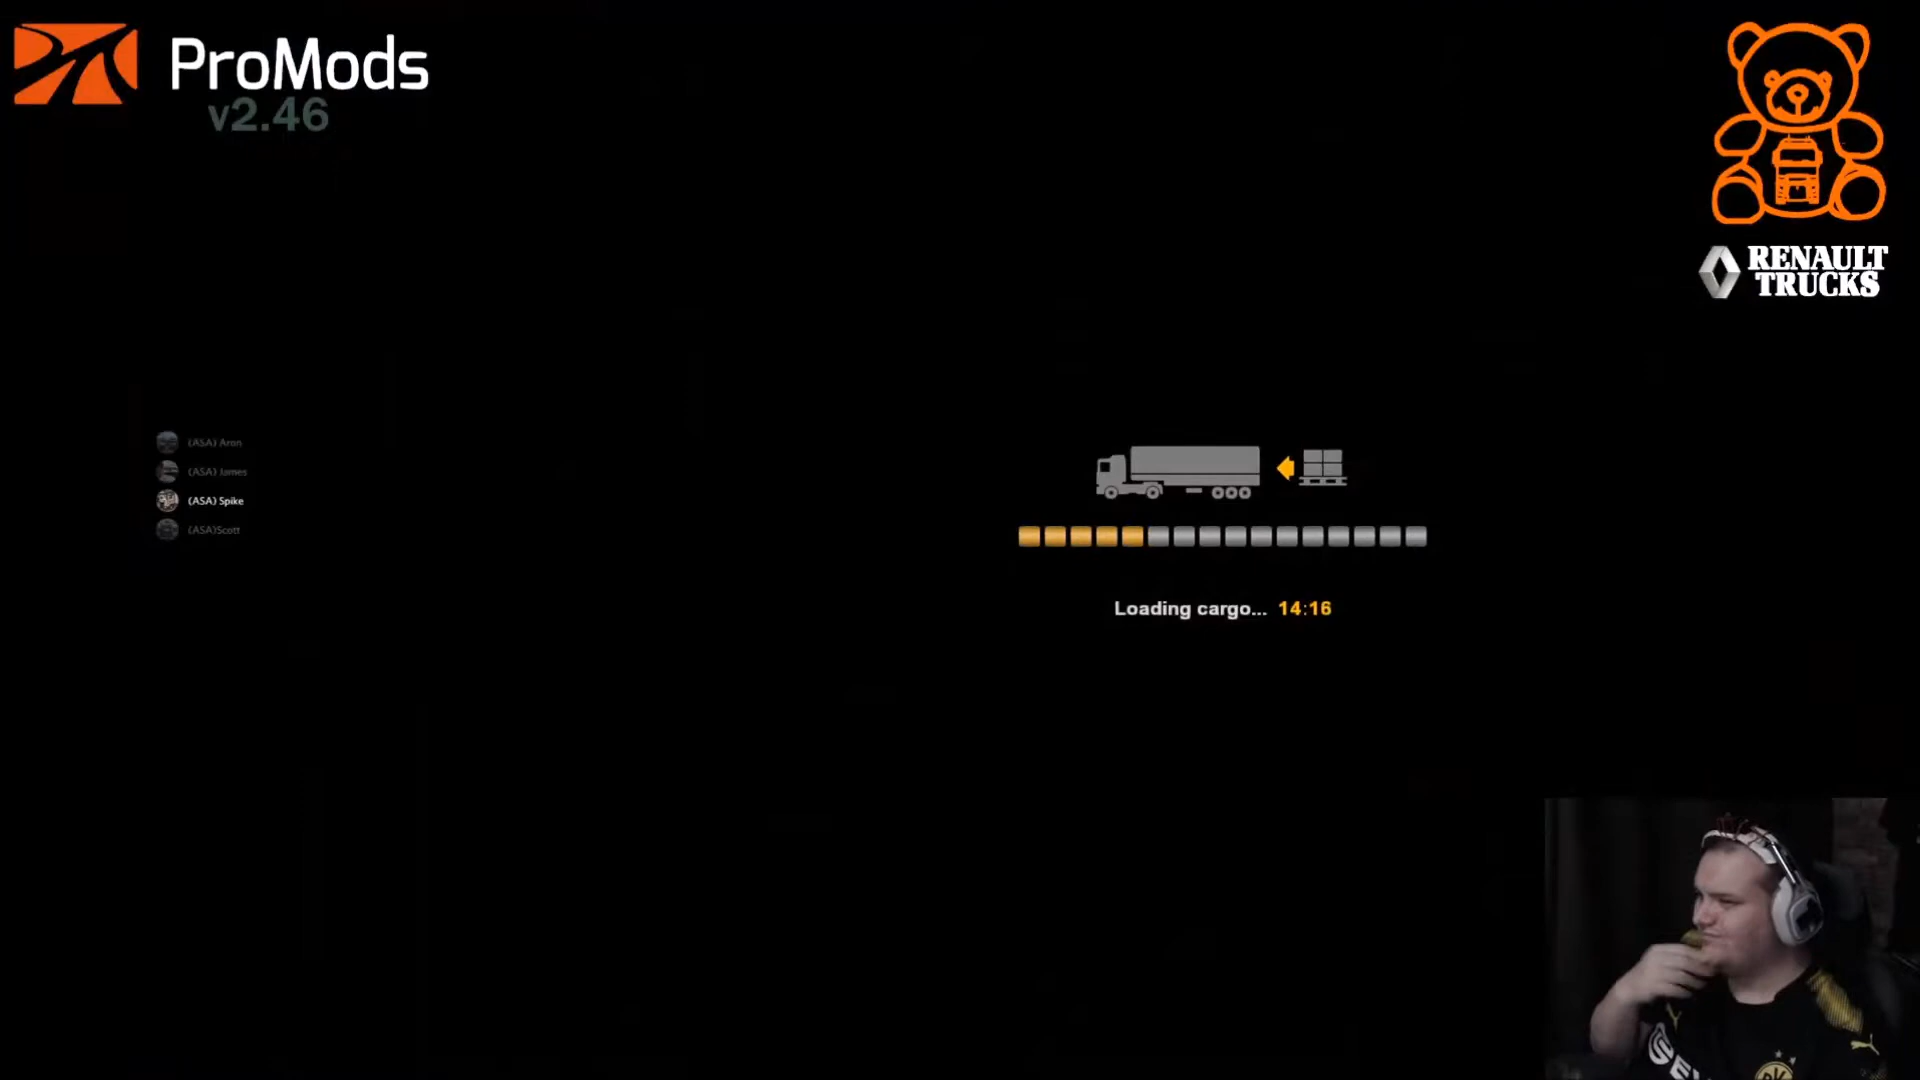 ProMods
v2.46
RENAULT
TRUCKS
(ASA) Aron
(ASA) James
(ASA) Spike
(ASA)Scott
Loading cargo... 14:16